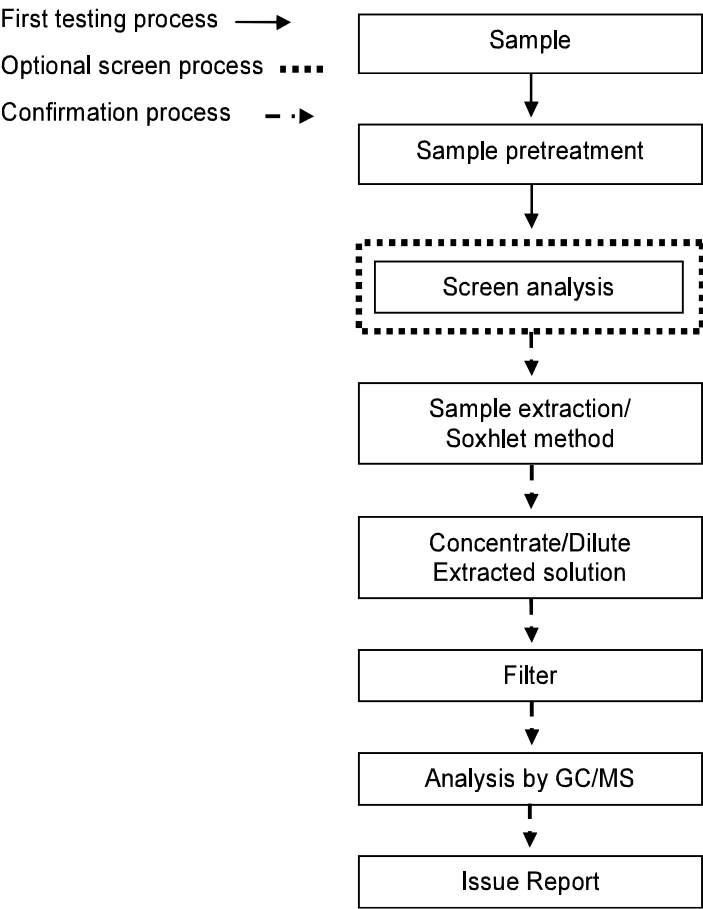 First testing process
Optional screen process
Confirmation process
Sample
Sample pretreatment
Screen analysis
Sample extraction/
Soxhlet method
Concentrate/Dilute
Extracted solution
Filter
Analysis by GC/MS
Issue Report